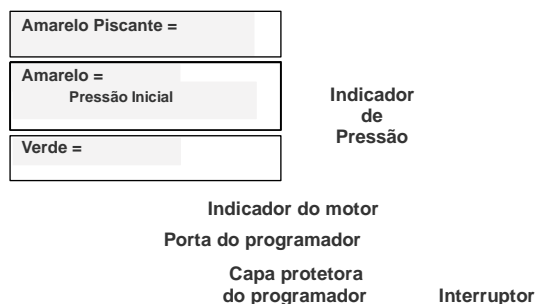 Amarelo Piscante =
Amarelo =
Pressão Inicial
Verde =
Indicador
de
Pressão
Indicador do motor
Porta do programador
Capa protetora
do programador
Interruptor